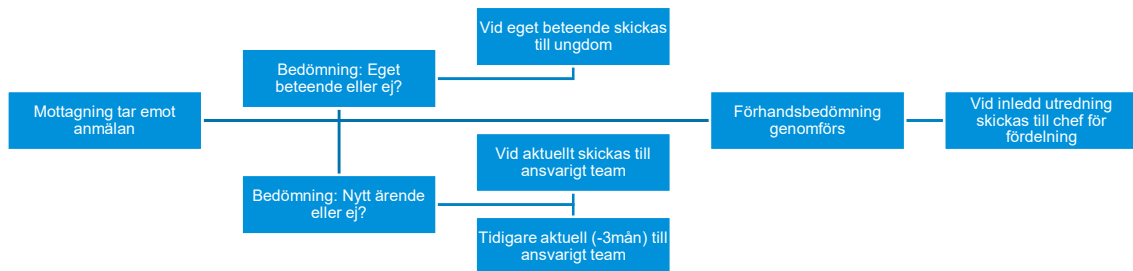 Mottagning tar emot
anmälan
Bedömning: Eget
beteende eller ej?
Vid eget beteende skickas
till ungdom
Bedömning: Nytt ärende
eller ej?
Vid aktuellt skickas till
ansvarigt team
Tidigare aktuell (-3mån) till
ansvarigt team
Förhandsbedömning
genomförs
Vid inledd utredning
skickas till chef för
fördelning